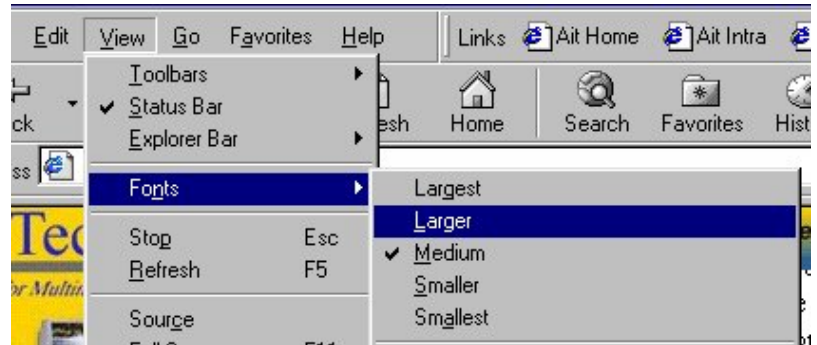 Edit View Go Favorites Help Links Ait Home Ait Intra
Toolbars
Status Bar
Explorer Bar
Home Search Favorites
Fonts
Largest
Larger
Medium
Smaller
Smallest
Stop Esc
Refresh F5
Source